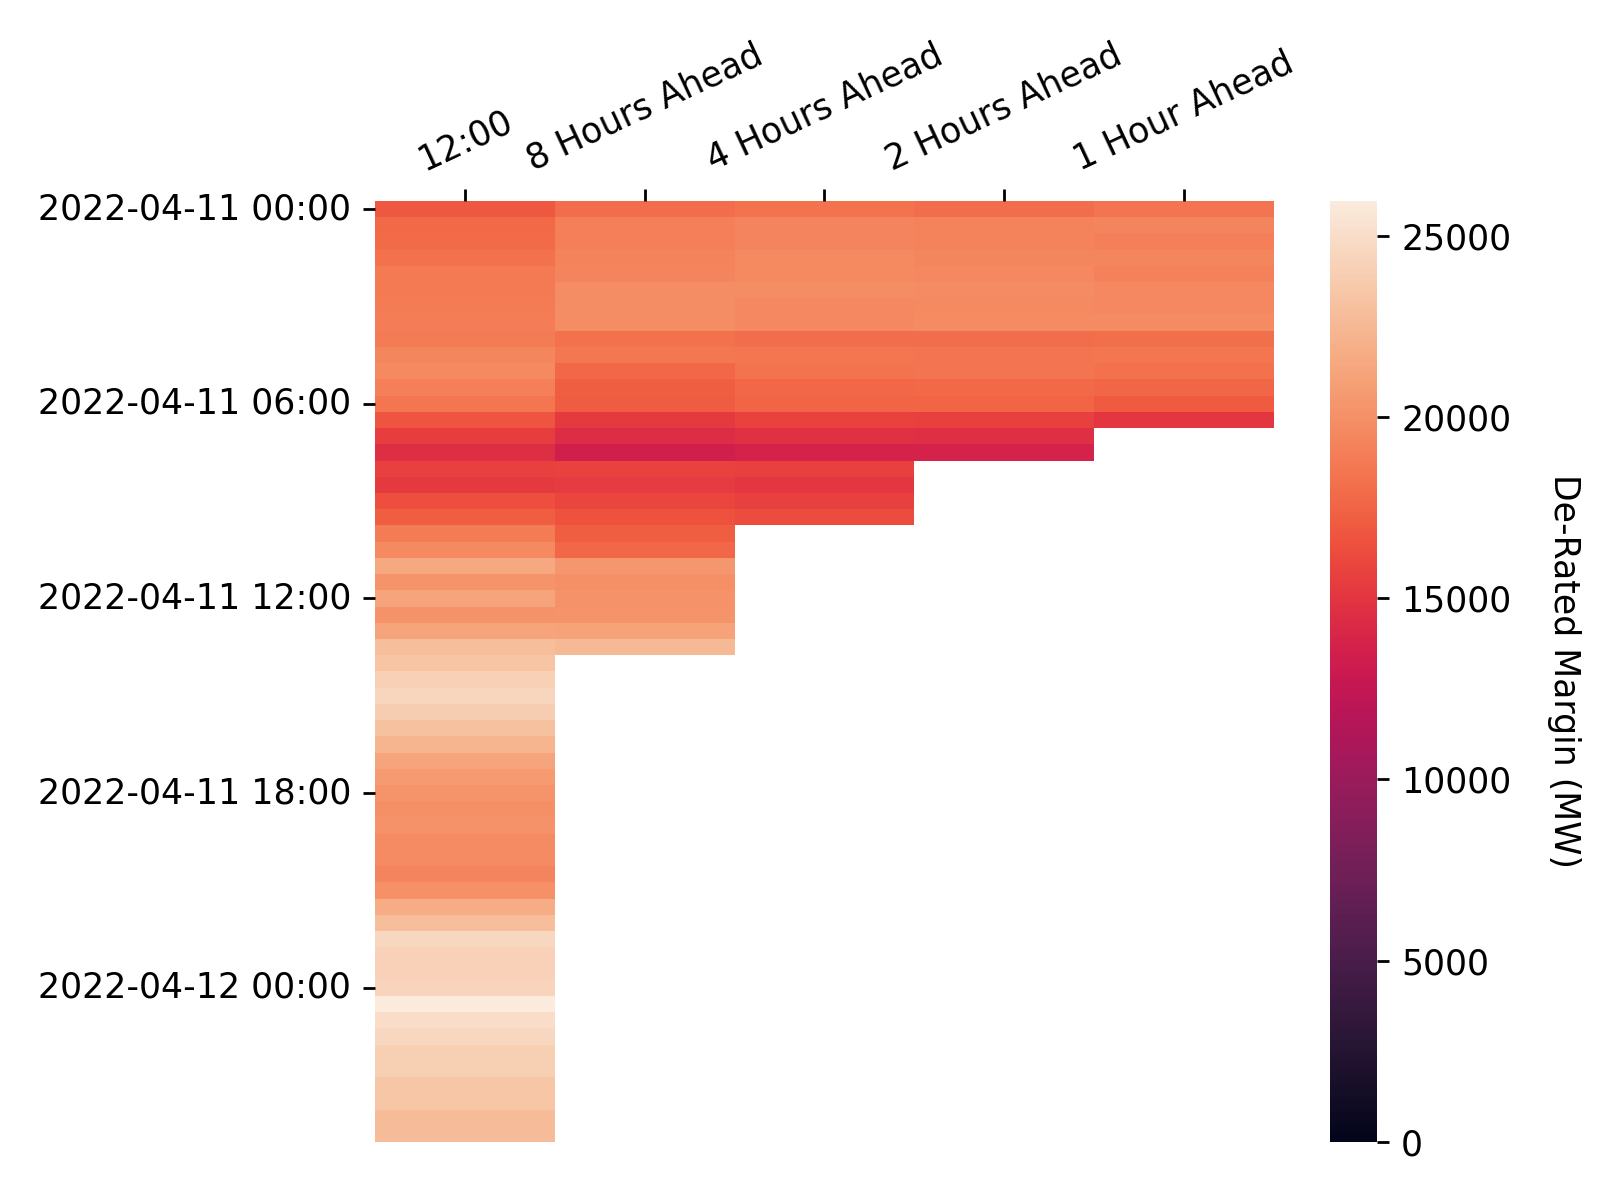 12:00
8 Hours Ahead
4 Hours Ahead
2 Hours Ahead
1 Hour Ahead
2022-04-11 00:00
2022-04-11 06:00
2022-04-11 12:00
2022-04-11 18:00
2022-04-12 00:00
25000
20000
15000
10000
5000
0
De-Rated Margin (MW)